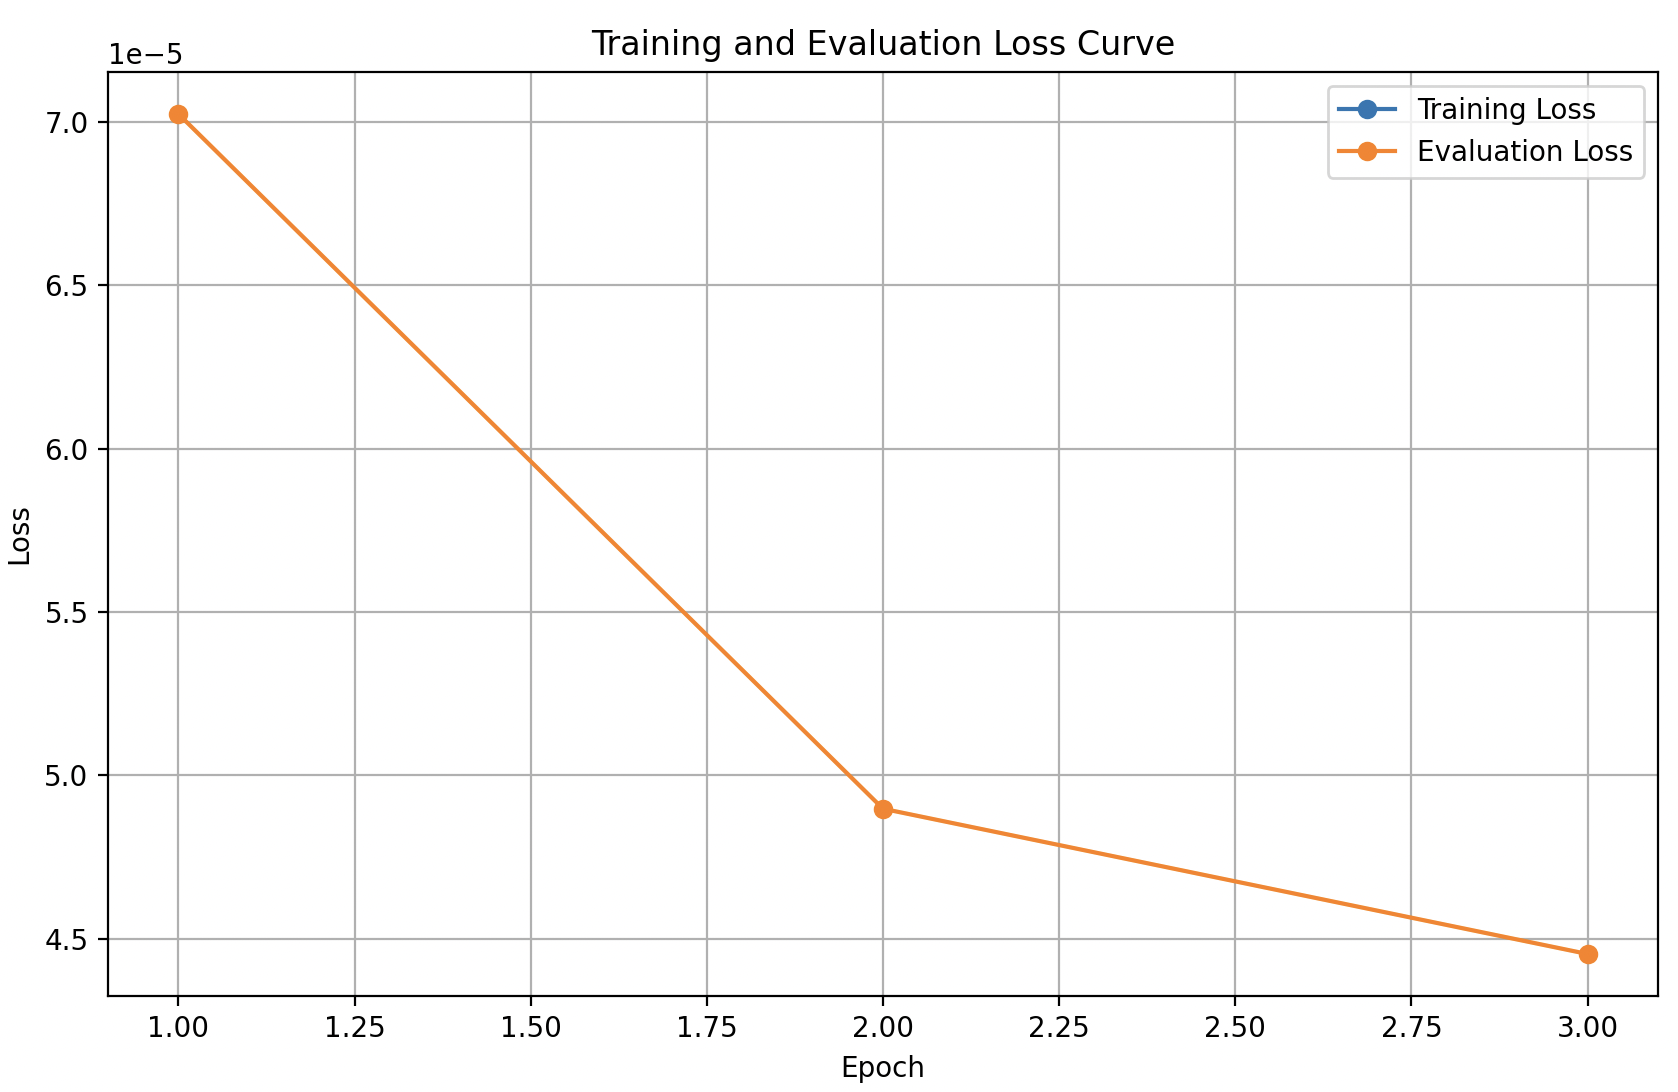 Training and Evaluation Loss Curve
1e−5
Training Loss
Evaluation Loss
7.0
6.5
6.0
5.5
5.0
4.5
Loss
1.00 1.25 1.50 1.75 2.00 2.25 2.50 2.75 3.00
Epoch